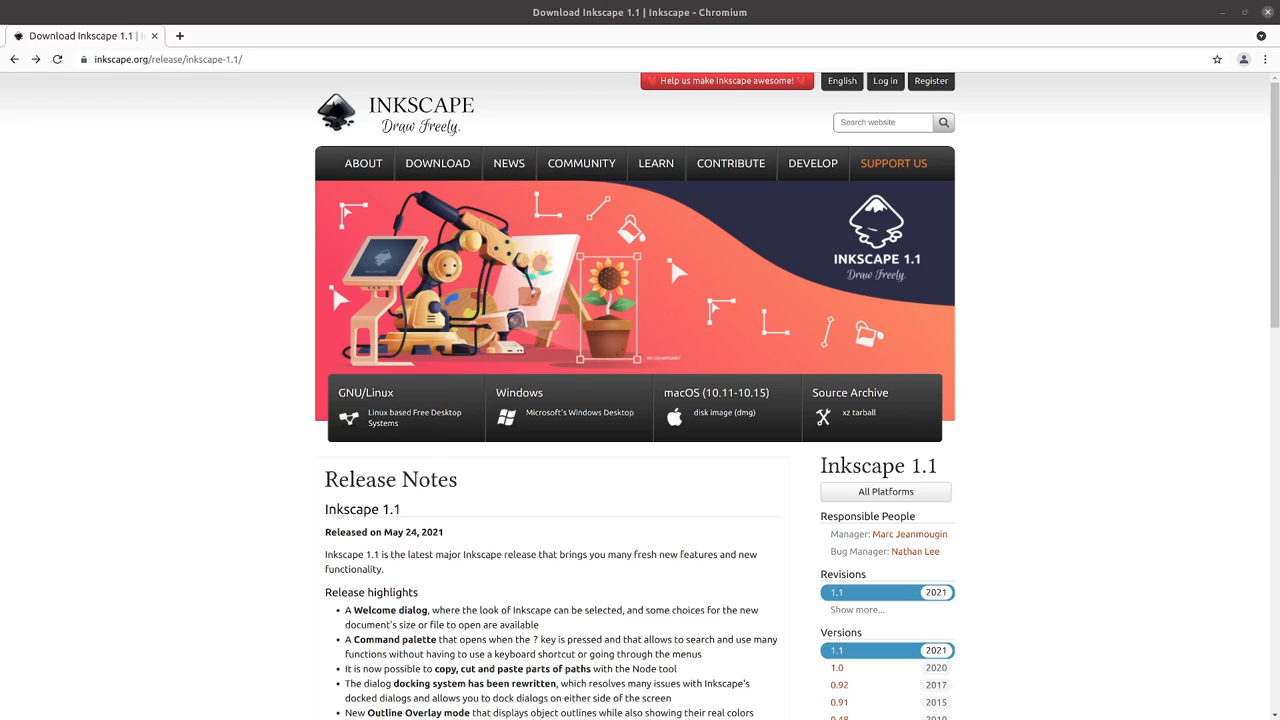 Download Inkscape 1.1 | Inkscape - Chromium
Download Inkscape 1.1 |
inkscape.org/release/inkscape-1.1/
Help us make Inkscape awesome!
English
Log in
Register
INKSCAPE
Draw Freely.
Search website
ABOUT
DOWNLOAD
NEWS
COMMUNITY
LEARN
CONTRIBUTE
DEVELOP
SUPPORT US
INKSCAPE 1.1
Draw Freely.
GNU/Linux
Linux based Free Desktop
Systems
Windows
Microsoft's Windows Desktop
macOS (10.11-10.15)
disk image (dmg)
Source Archive
xz tarball
Release Notes
Inkscape 1.1
Released on May 24, 2021
Inkscape 1.1 is the latest major Inkscape release that brings you many fresh new features and new
functionality.
Release highlights
• A Welcome dialog, where the look of Inkscape can be selected, and some choices for the new
document's size or file to open are available
• A Command palette that opens when the ? key is pressed and that allows to search and use many
functions without having to use a keyboard shortcut or going through the menus
• It is now possible to copy, cut and paste parts of paths with the Node tool
• The dialog docking system has been rewritten, which resolves many issues with Inkscape's
docked dialogs and allows you to dock dialogs on either side of the screen
• New Outline Overlay mode that displays object outlines while also showing their real colors
Inkscape 1.1
All Platforms
Responsible People
Manager: Marc Jeanmougin
Bug Manager: Nathan Lee
Revisions
1.1 2021
Show more...
Versions
1.1 2021
1.0 2020
0.92 2017
0.91 2015
0.48 2010